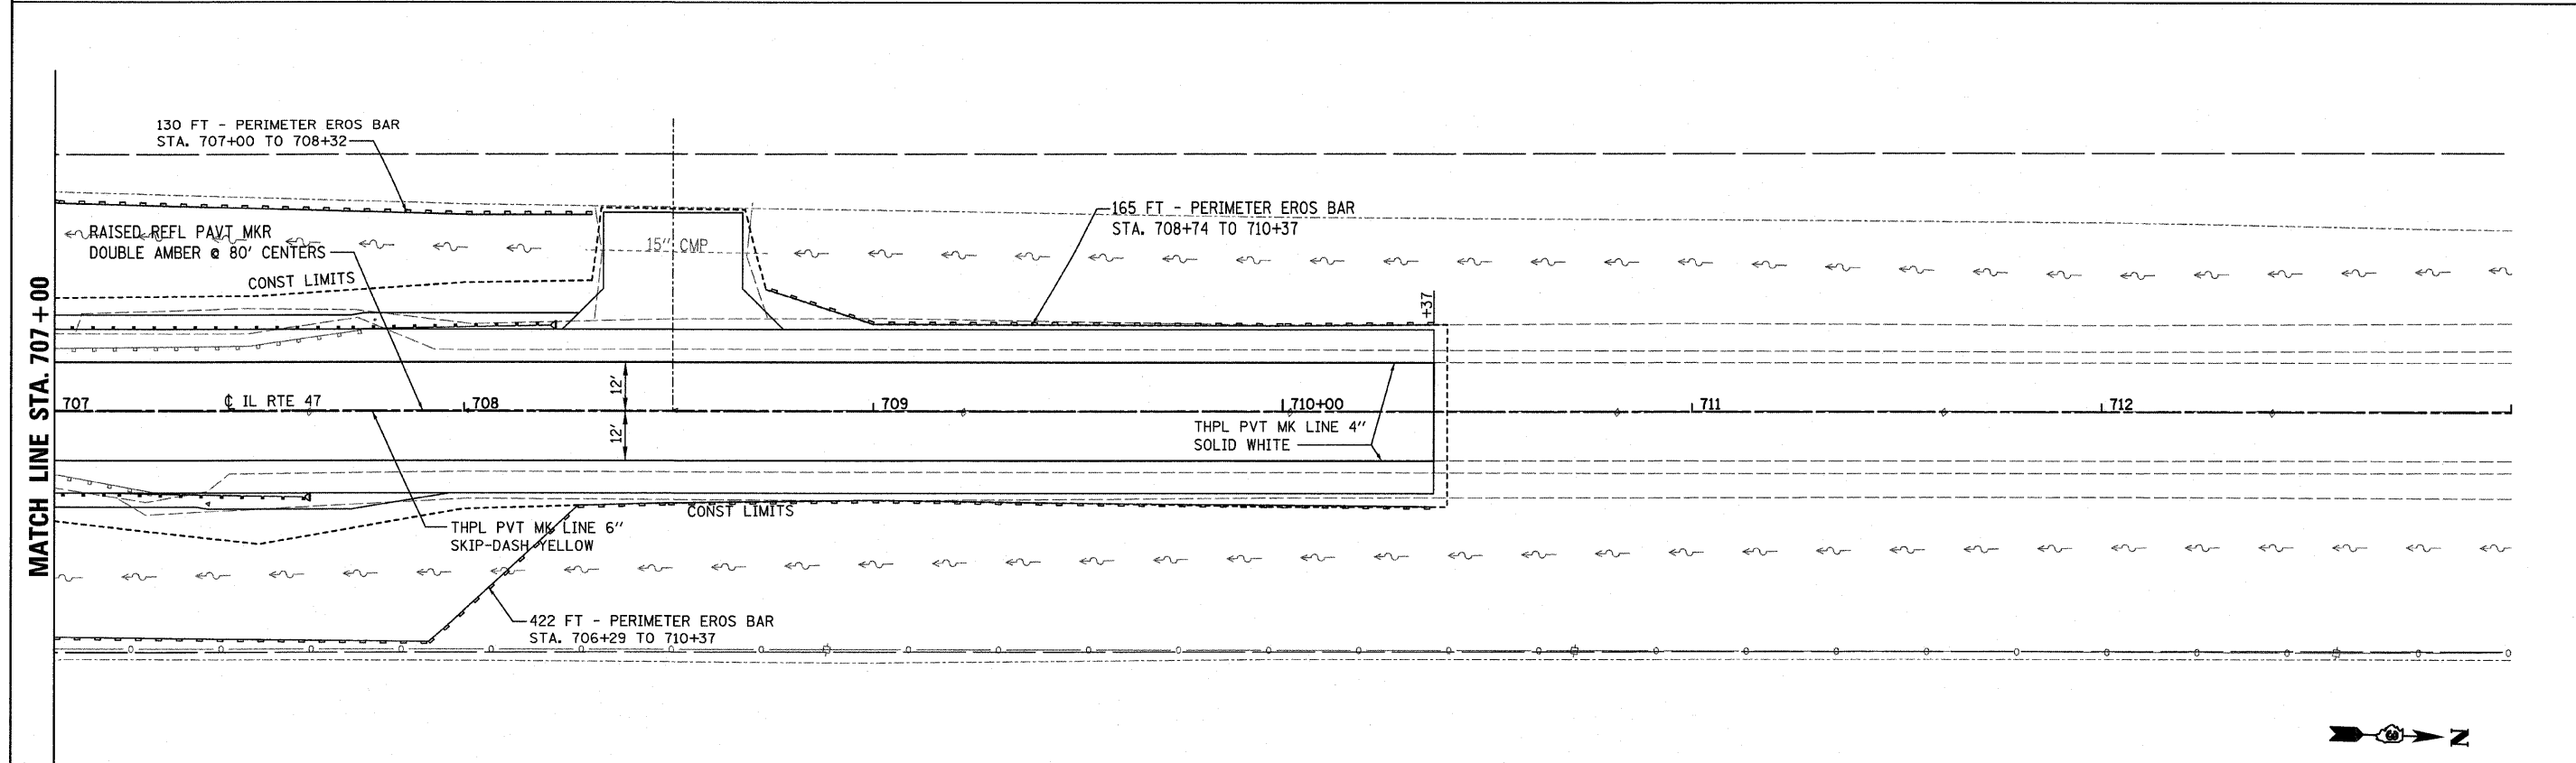 130 FT - PERIMETER EROS BAR
STA. 707+00 TO 708+32
165 FT - PERIMETER EROS BAR
STA. 708+74 TO 710+37
RAISED REFL PAVT MKR
DOUBLE AMBER @ 80' CENTERS
15" CMP
CONST LIMITS
+37
MATCH LINE STA. 707+00
12'
707
℄ IL RTE 47
708
709
710+00
711
712
12'
THPL PVT MK LINE 4"
SOLID WHITE
CONST LIMITS
THPL PVT MK LINE 6"
SKIP-DASH YELLOW
422 FT - PERIMETER EROS BAR
STA. 706+29 TO 710+37
N